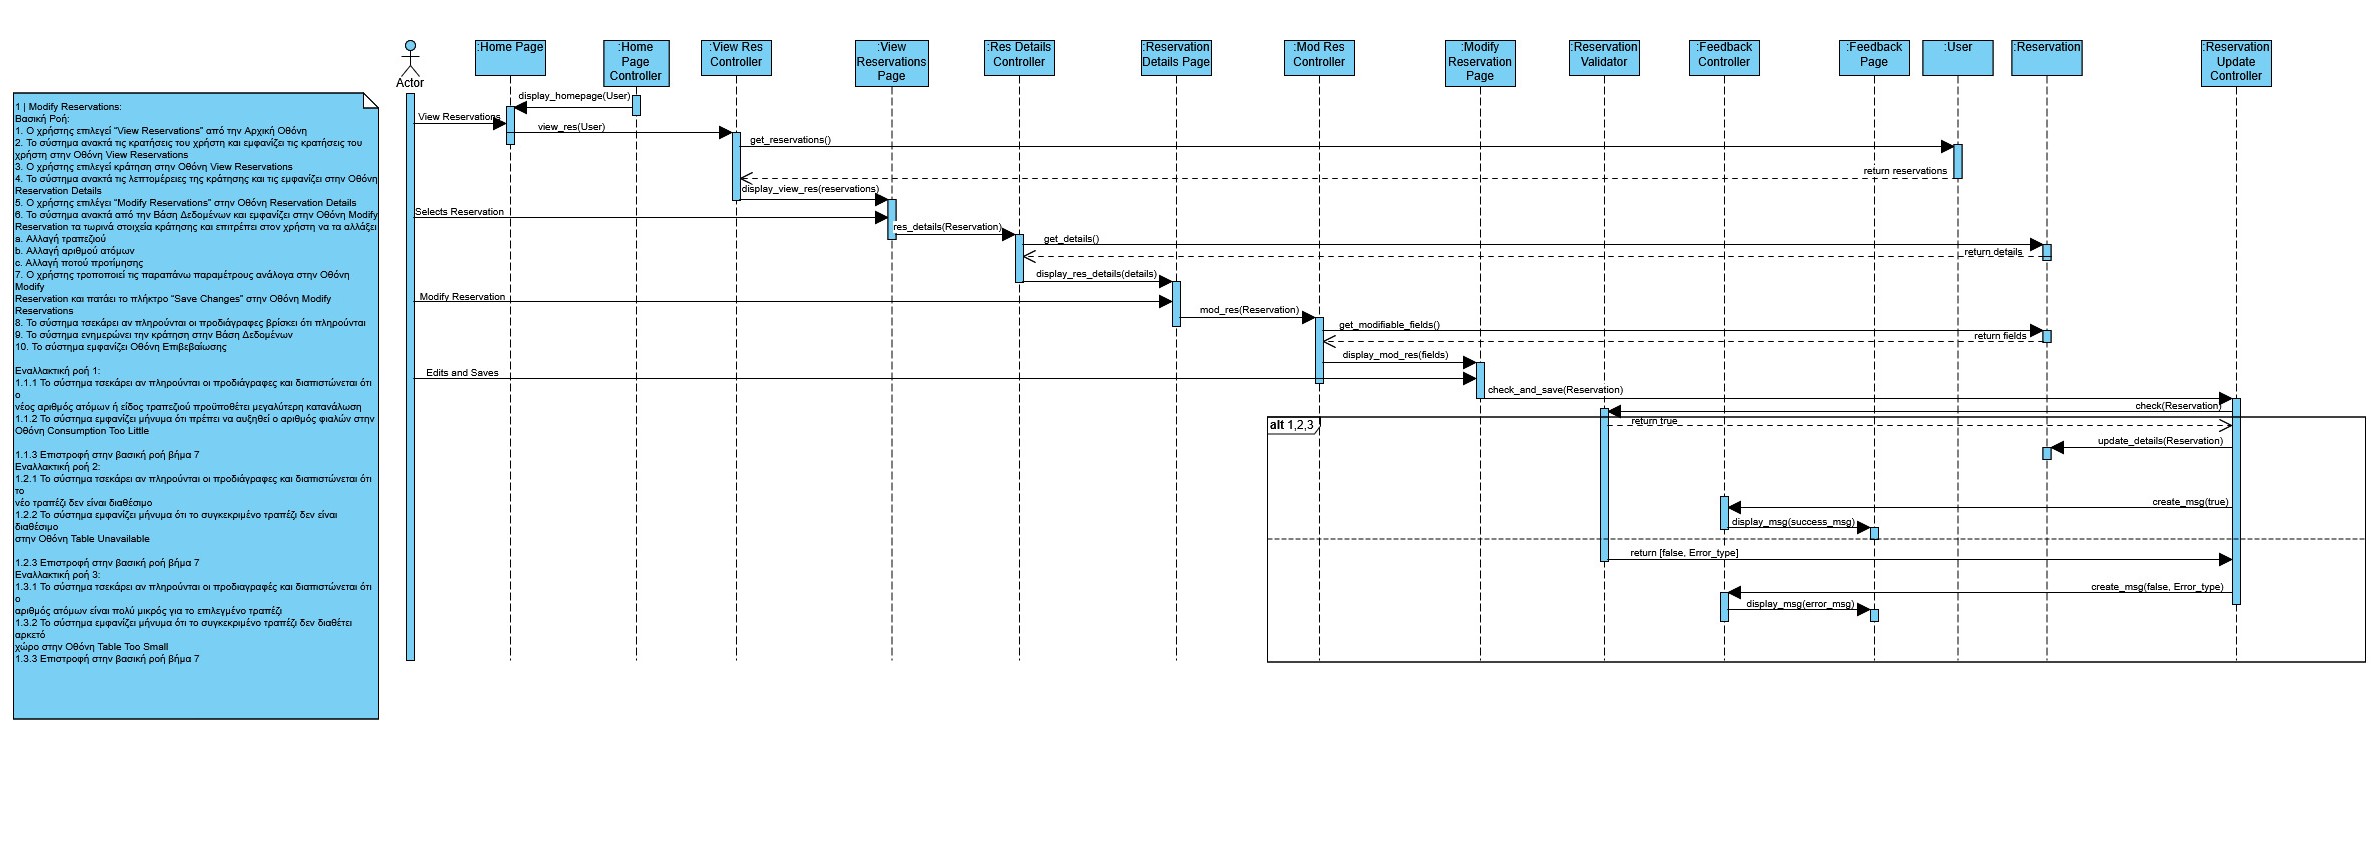 :Home Page
:Home
Page
Controller
:View Res
Controller
:View
Reservations
Page
:Res Details
Controller
:Reservation
Details Page
:Mod Res
Controller
:Modify
Reservation
Page
:Reservation
Validator
:Feedback
Controller
:Feedback
Page
:User
:Reservation
:Reservation
Update
Controller
Actor
1 | Modify Reservations:
Βασική Ροή:
1. Ο χρήστης επιλεγεί “View Reservations” από την Αρχική Οθόνη
2. Το σύστημα ανακτά τις κρατήσεις του χρήστη και εμφανίζει τις κρατήσεις του
χρήστη στην Οθόνη View Reservations
3. Ο χρήστης επιλεγεί κράτηση στην Οθόνη View Reservations
4. Το σύστημα ανακτά τις λεπτομέρειες της κράτησης και τις εμφανίζει στην Οθόνη
Reservation Details
5. Ο χρήστης επιλέγει “Modify Reservations” στην Οθόνη Reservation Details
6. Το σύστημα ανακτά από την Βάση Δεδομένων και εμφανίζει στην Οθόνη Modify
Reservation τα τωρινά στοιχεία κράτησης και επιτρέπει στον χρήστη να τα αλλάξει
a. Αλλαγή τραπεζιού
b. Αλλαγή αριθμού ατόμων
c. Αλλαγή ποτού προτίμησης
7. Ο χρήστης τροποποιεί τις παραπάνω παραμέτρους ανάλογα στην Οθόνη
Modify
Reservation και πατάει το πλήκτρο “Save Changes” στην Οθόνη Modify
Reservations
8. Το σύστημα τσεκάρει αν πληρούνται οι προδιάγραφες βρίσκει ότι πληρούνται
9. Το σύστημα ενημερώνει την κράτηση στην Βάση Δεδομένων
10. Το σύστημα εμφανίζει Οθόνη Επιβεβαίωσης
Εναλλακτική ροή 1:
1.1.1 Το σύστημα τσεκάρει αν πληρούνται οι προδιάγραφες και διαπιστώνεται ότι
ο
νέος αριθμός ατόμων ή είδος τραπεζιού προϋποθέτει μεγαλύτερη κατανάλωση
1.1.2 Το σύστημα εμφανίζει μήνυμα ότι πρέπει να αυξηθεί ο αριθμός φιαλών στην
Οθόνη Consumption Too Little
1.1.3 Επιστροφή στην βασική ροή βήμα 7
Εναλλακτική ροή 2:
1.2.1 Το σύστημα τσεκάρει αν πληρούνται οι προδιάγραφες και διαπιστώνεται ότι
το
νέο τραπέζι δεν είναι διαθέσιμο
1.2.2 Το σύστημα εμφανίζει μήνυμα ότι το συγκεκριμένο τραπέζι δεν είναι
διαθέσιμο
στην Οθόνη Table Unavailable
1.2.3 Επιστροφή στην βασική ροή βήμα 7
Εναλλακτική ροή 3:
1.3.1 Το σύστημα τσεκάρει αν πληρούνται οι προδιαγραφές και διαπιστώνεται ότι
ο
αριθμός ατόμων είναι πολύ μικρός για το επιλεγμένο τραπέζι
1.3.2 Το σύστημα εμφανίζει μήνυμα ότι το συγκεκριμένο τραπέζι δεν διαθέτει
αρκετό
χώρο στην Οθόνη Table Too Small
1.3.3 Επιστροφή στην βασική ροή βήμα 7
display_homepage(User)
View Reservations
view_res(User)
get_reservations()
return reservations
display_view_res(reservations)
Selects Reservation
res_details(Reservation)
get_details()
return details
display_res_details(details)
Modify Reservation
mod_res(Reservation)
get_modifiable_fields()
return fields
display_mod_res(fields)
Edits and Saves
check_and_save(Reservation)
check(Reservation)
alt 1,2,3
return true
update_details(Reservation)
create_msg(true)
display_msg(success_msg)
return [false, Error_type]
create_msg(false, Error_type)
display_msg(error_msg)